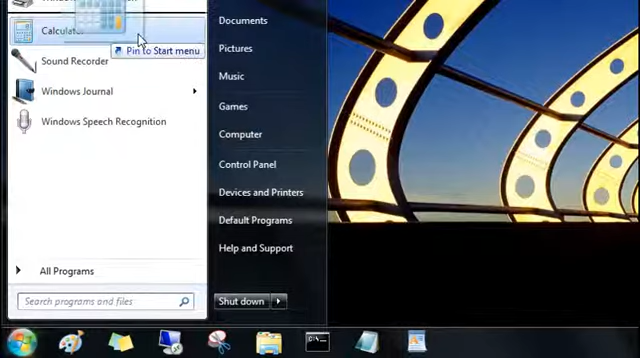 Calculator
Pin to Start menu
Sound Recorder
Windows Journal
Windows Speech Recognition
All Programs
Search programs and files
Documents
Pictures
Music
Games
Computer
Control Panel
Devices and Printers
Default Programs
Help and Support
Shut down